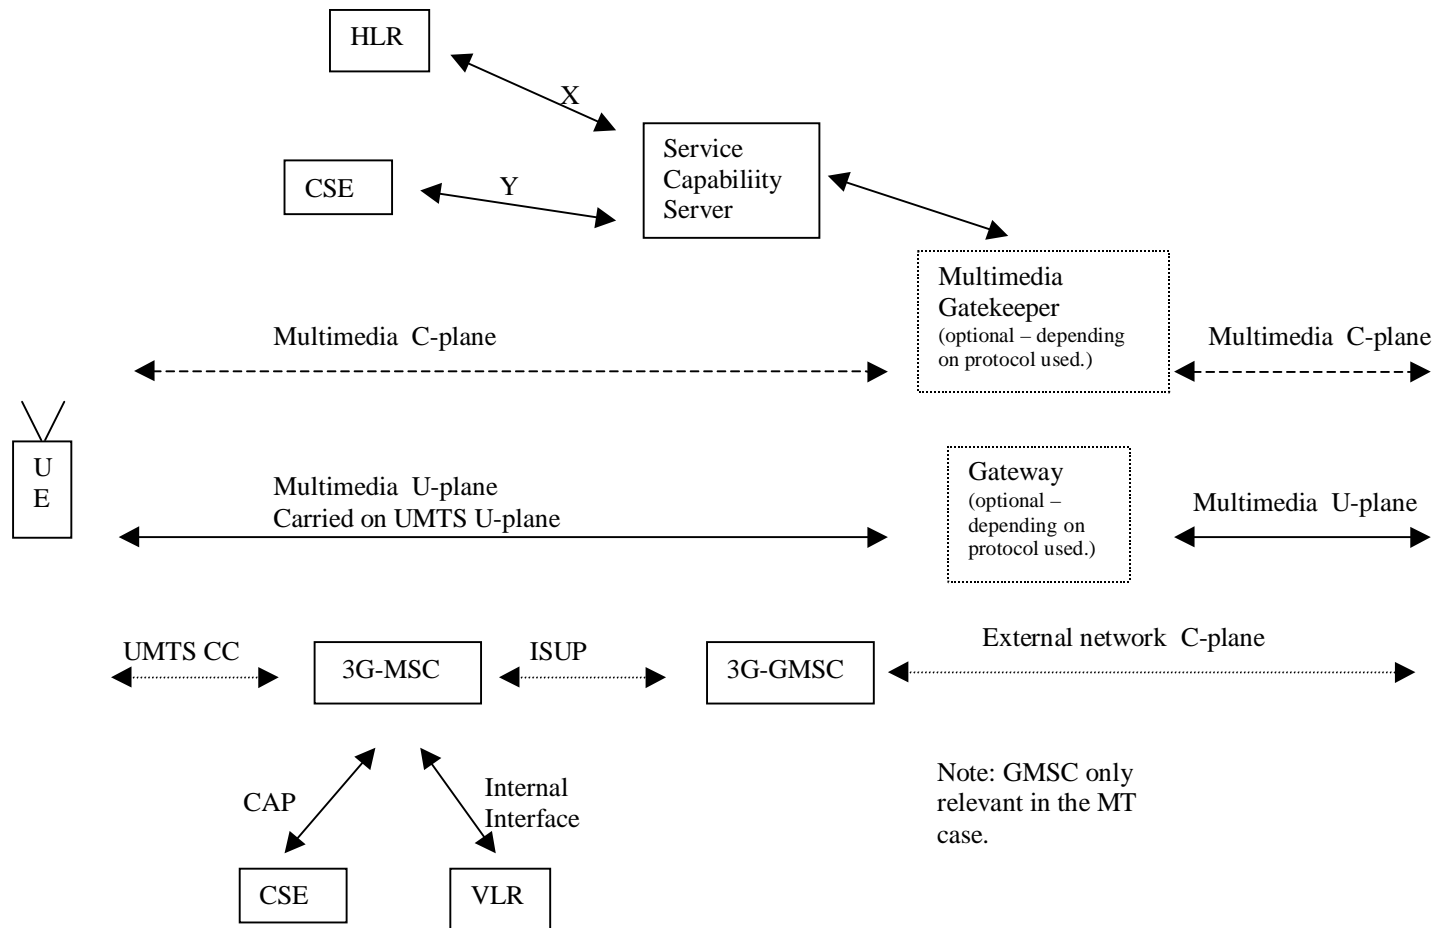 HLR
X
Service
Capabiliity
Server
CSE
Y
Multimedia
Gatekeeper
(optional – depending
on protocol used.)
Multimedia C-plane
Multimedia C-plane
U
E
Gateway
(optional –
depending on
protocol used.)
Multimedia U-plane
Carried on UMTS U-plane
Multimedia U-plane
UMTS CC
3G-MSC
ISUP
3G-GMSC
External network C-plane
CAP
Internal
Interface
Note: GMSC only
relevant in the MT
case.
CSE
VLR